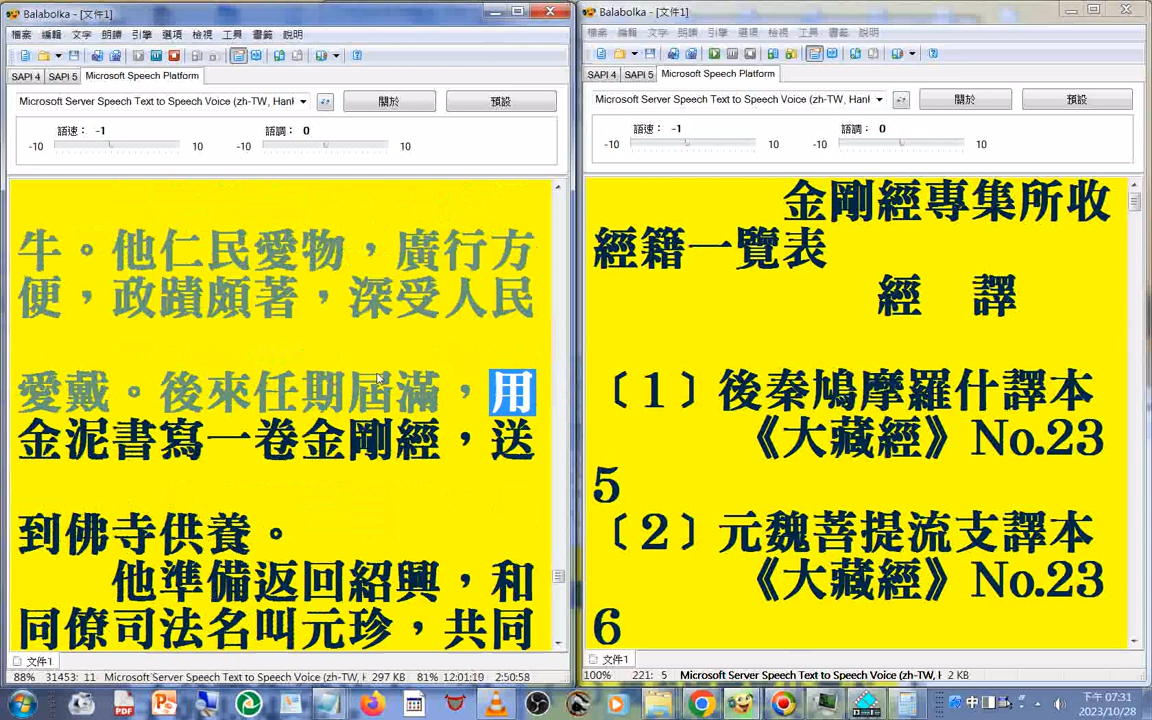 Balabolka - [文件1]
檔案 編輯 文字 朗讀 引擎 選項 檢視 工具 書籤 說明
SAPI 4 SAPI 5 Microsoft Speech Platform
Microsoft Server Speech Text to Speech Voice (zh-TW, Hanl
關於
預設
語速： -1 語調： 0
-10 10 -10 10
牛。他仁民愛物，廣行方
便，政蹟頗著，深受人民
愛戴。後來任期屆滿，用
金泥書寫一卷金剛經，送
到佛寺供養。
他準備返回紹興，和
同僚司法名叫元珍，共同
文件1
88% 31453: 11 Microsoft Server Speech Text to Speech Voice (zh-TW, H 297 KB 81% 12:01:19 2:50:58
Balabolka - [文件1]
檔案 編輯 文字 朗讀 引擎 選項 檢視 工具 書籤 說明
SAPI 4 SAPI 5 Microsoft Speech Platform
Microsoft Server Speech Text to Speech Voice (zh-TW, Hanl
關於
預設
語速： -1 語調： 0
-10 10 -10 10
金剛經專集所收
經籍一覽表
經 譯
〔１〕後秦鳩摩羅什譯本
《大藏經》No.23
5
〔２〕元魏菩提流支譯本
《大藏經》No.23
6
文件1
100% 221: 5 Microsoft Server Speech Text to Speech Voice (zh-TW, H 2 KB
中
下午 07:31
2023/10/28